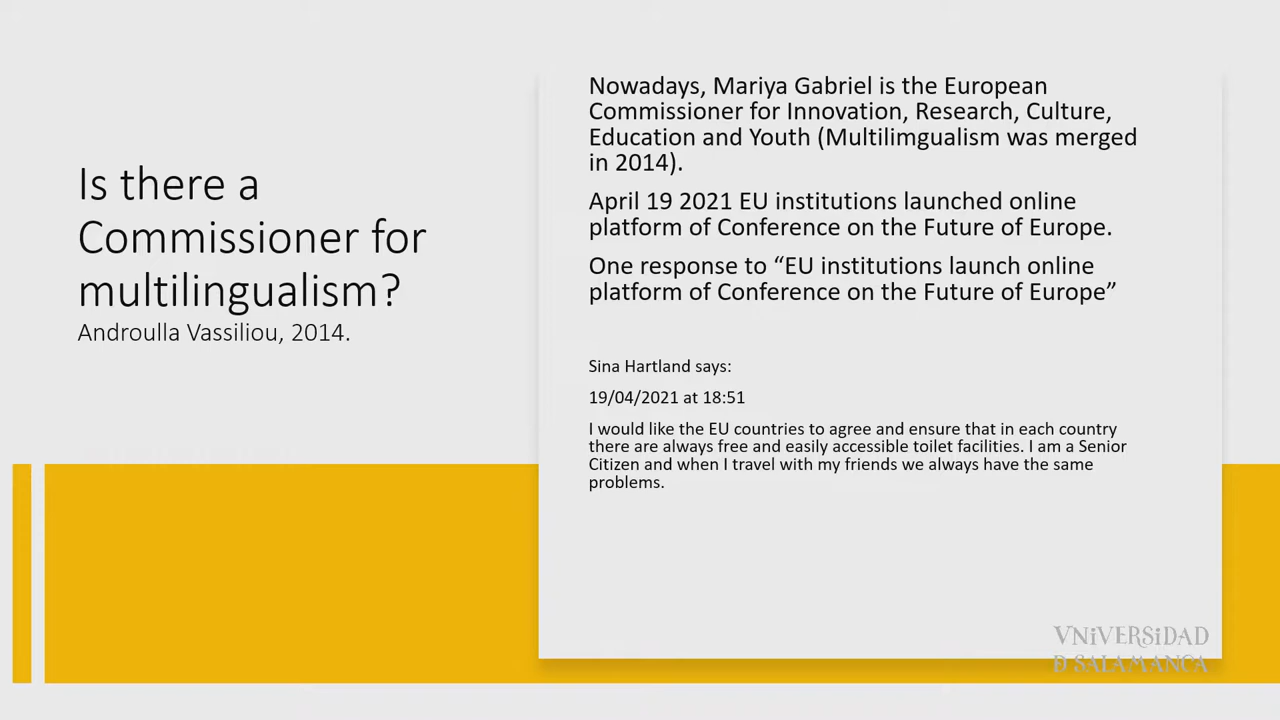 Is there a
Commissioner for
multilingualism?
Androulla Vassiliou, 2014.
Nowadays, Mariya Gabriel is the European
Commissioner for Innovation, Research, Culture,
Education and Youth (Multilimgualism was merged
in 2014).
April 19 2021 EU institutions launched online
platform of Conference on the Future of Europe.
One response to “EU institutions launch online
platform of Conference on the Future of Europe”
Sina Hartland says:
19/04/2021 at 18:51
I would like the EU countries to agree and ensure that in each country
there are always free and easily accessible toilet facilities. I am a Senior
Citizen and when I travel with my friends we always have the same
problems.
VNiVERSiDAD
D SALAMANCA